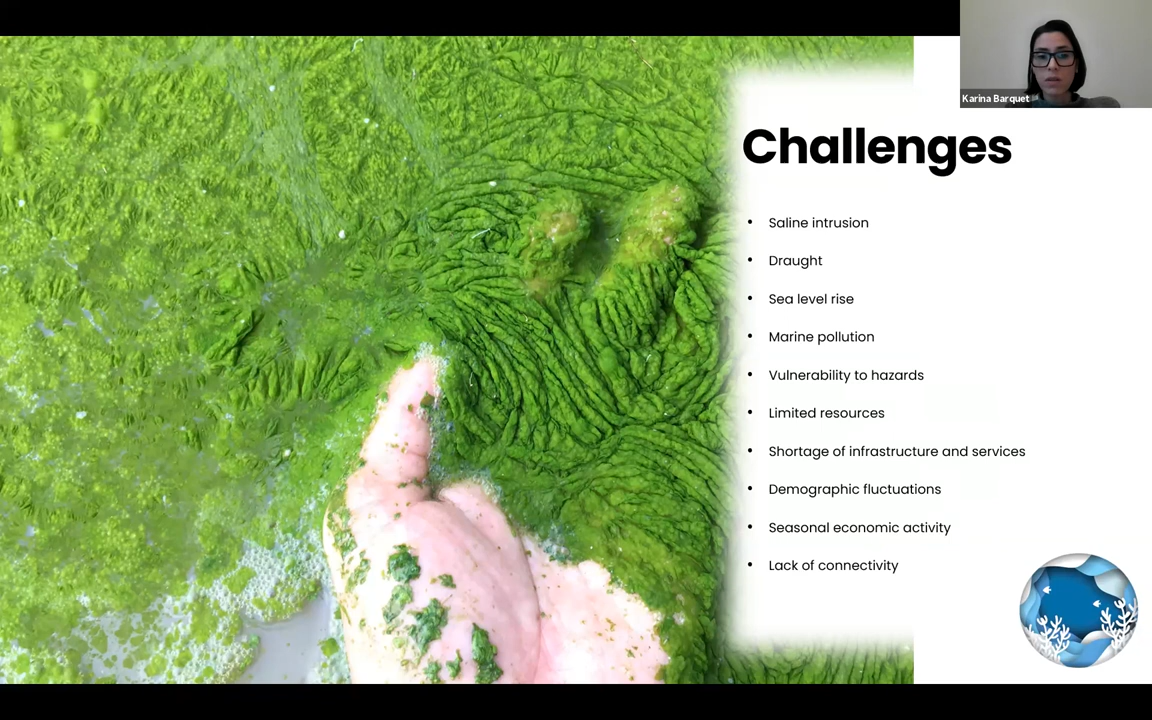 Karina Barquet
Challenges
• Saline intrusion
• Draught
• Sea level rise
• Marine pollution
• Vulnerability to hazards
• Limited resources
• Shortage of infrastructure and services
• Demographic fluctuations
• Seasonal economic activity
• Lack of connectivity